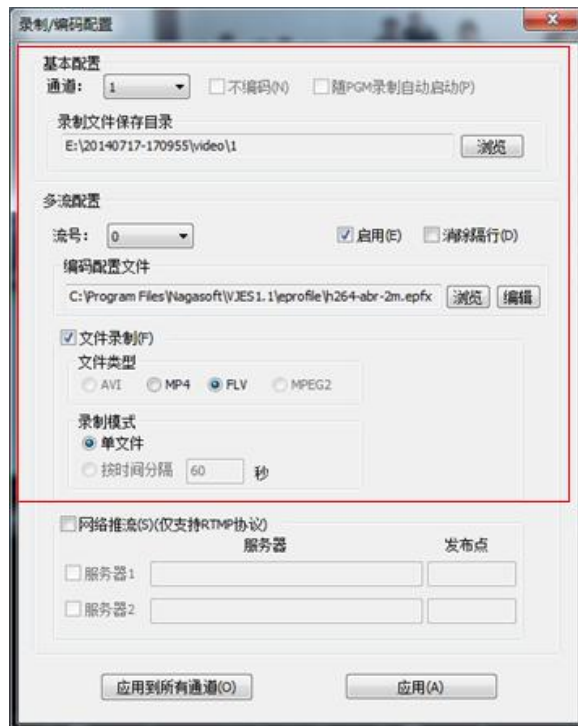 录制/编码配置
基本配置
通道: 1 不编码(N) 随PGM录制自动启动(P)
录制文件保存目录
E:\20140717-170955\video\1 浏览
多流配置
流号: 0 启用(E) 消除隔行(D)
编码配置文件
C:\Program Files\Nagasoft\VJES1.1\eprofile\h264-abr-2m.epfx 浏览 编辑
文件录制(F)
文件类型
AVI MP4 FLV MPEG2
录制模式
单文件
按时间分隔 60 秒
网络推流(S)(仅支持RTMP协议)
服务器 发布点
服务器1
服务器2
应用到所有通道(O) 应用(A)